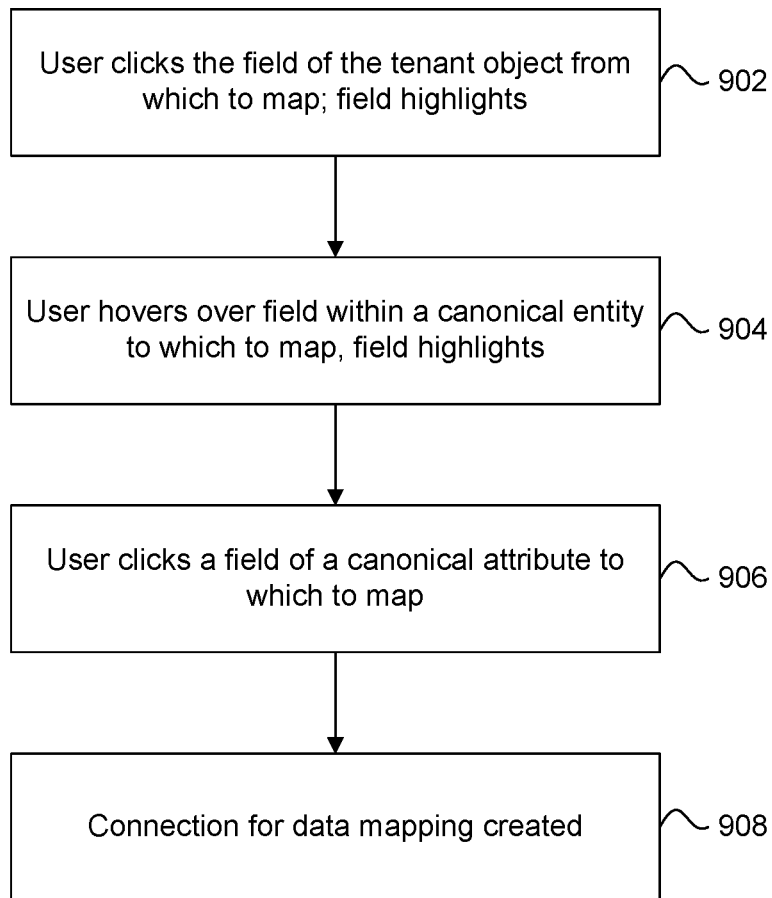 User clicks the field of the tenant object from
which to map; field highlights
902
User hovers over field within a canonical entity
to which to map, field highlights
904
User clicks a field of a canonical attribute to
which to map
906
Connection for data mapping created
908